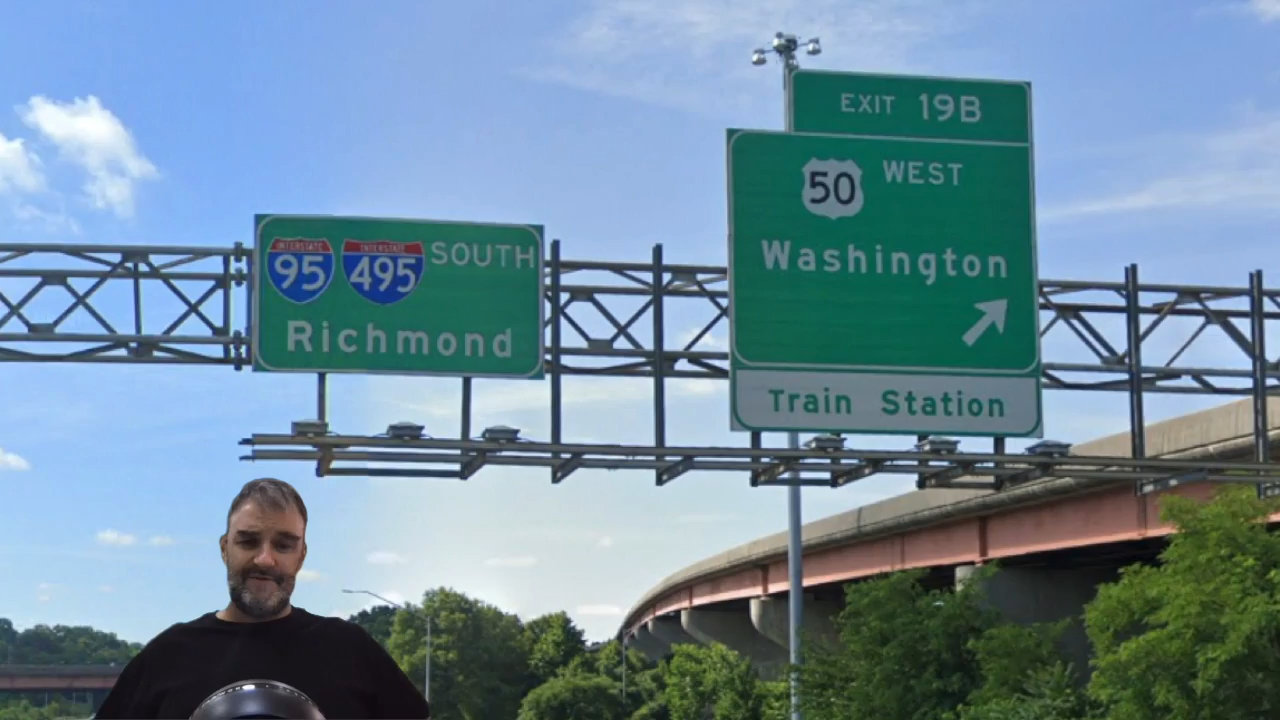 INTERSTATE 95 INTERSTATE 495 SOUTH
Richmond
EXIT 19B
50 WEST
Washington
Train Station